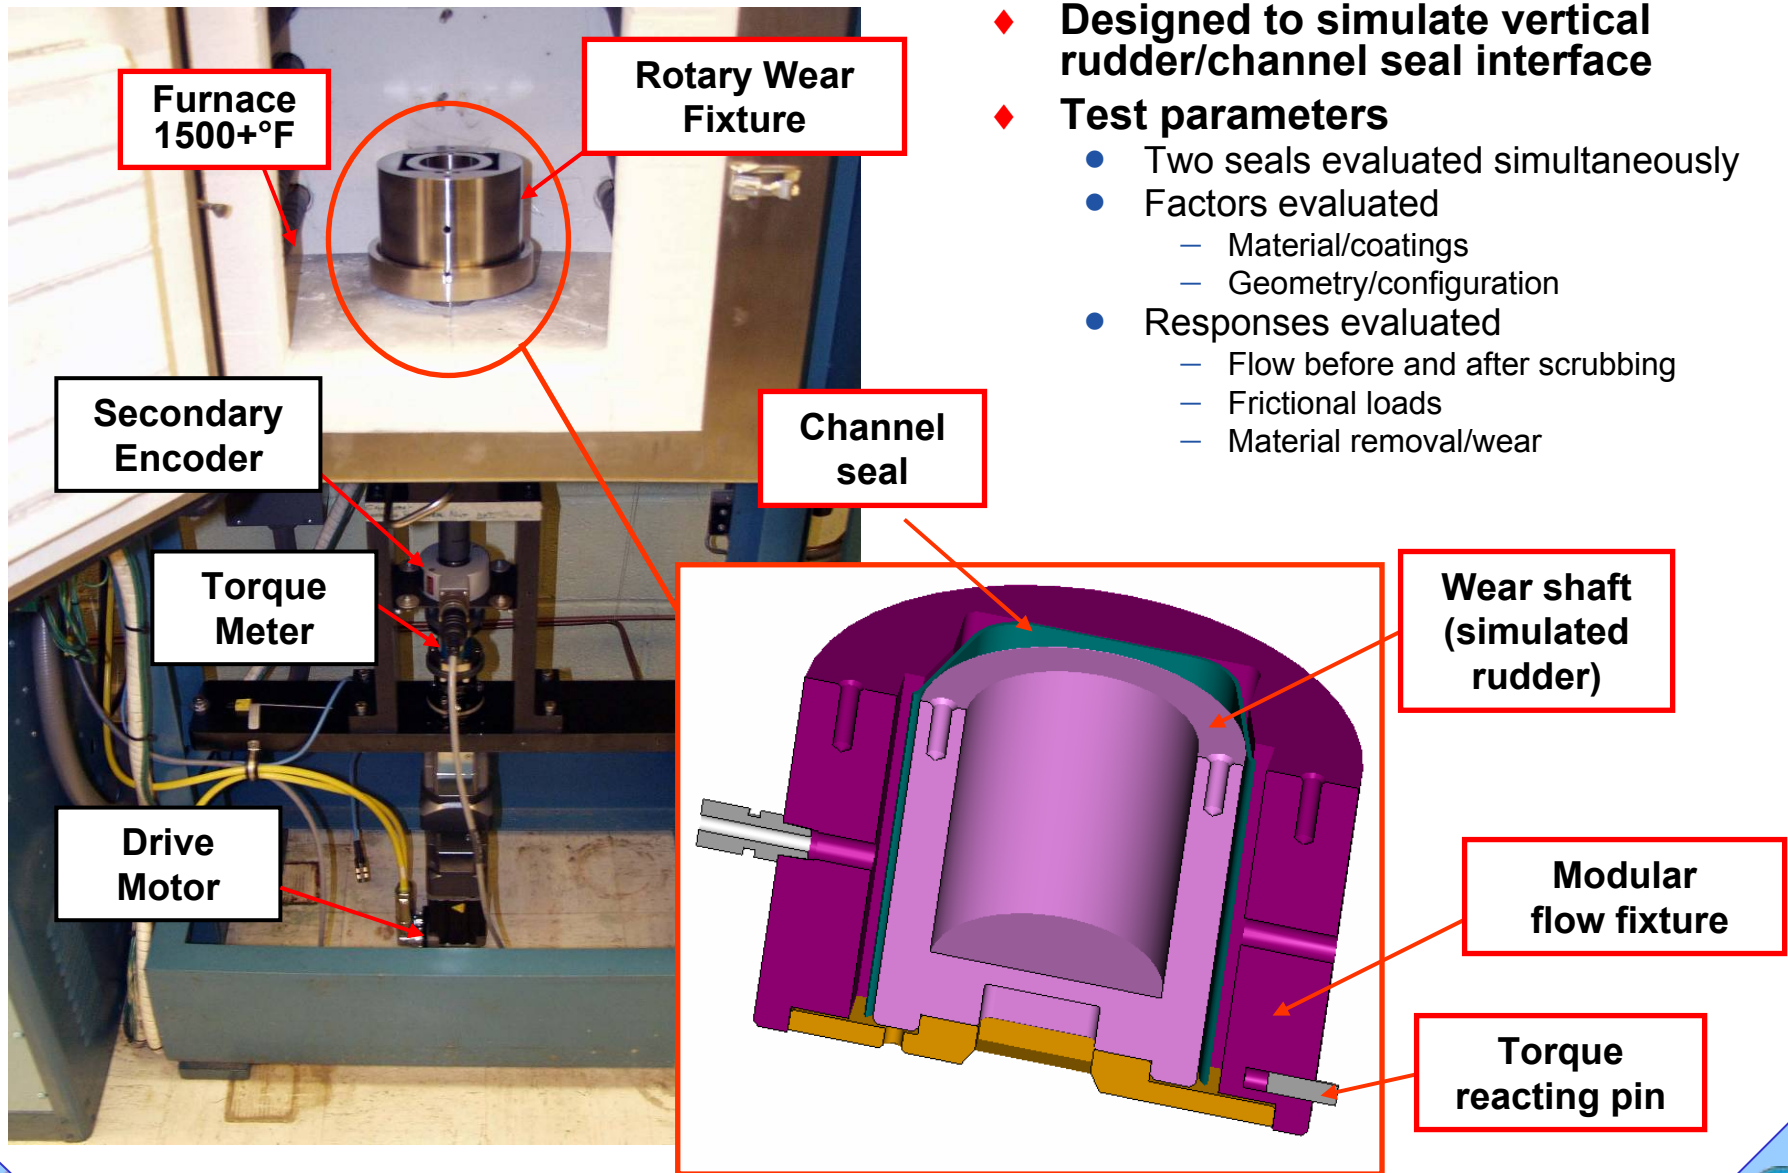 Designed to simulate vertical
rudder/channel seal interface
Test parameters
Two seals evaluated simultaneously
Factors evaluated
– Material/coatings
– Geometry/configuration
Responses evaluated
– Flow before and after scrubbing
– Frictional loads
– Material removal/wear
Furnace
1500+°F
Rotary Wear
Fixture
Secondary
Encoder
Torque
Meter
Drive
Motor
Channel
seal
Wear shaft
(simulated
rudder)
Modular
flow fixture
Torque
reacting pin